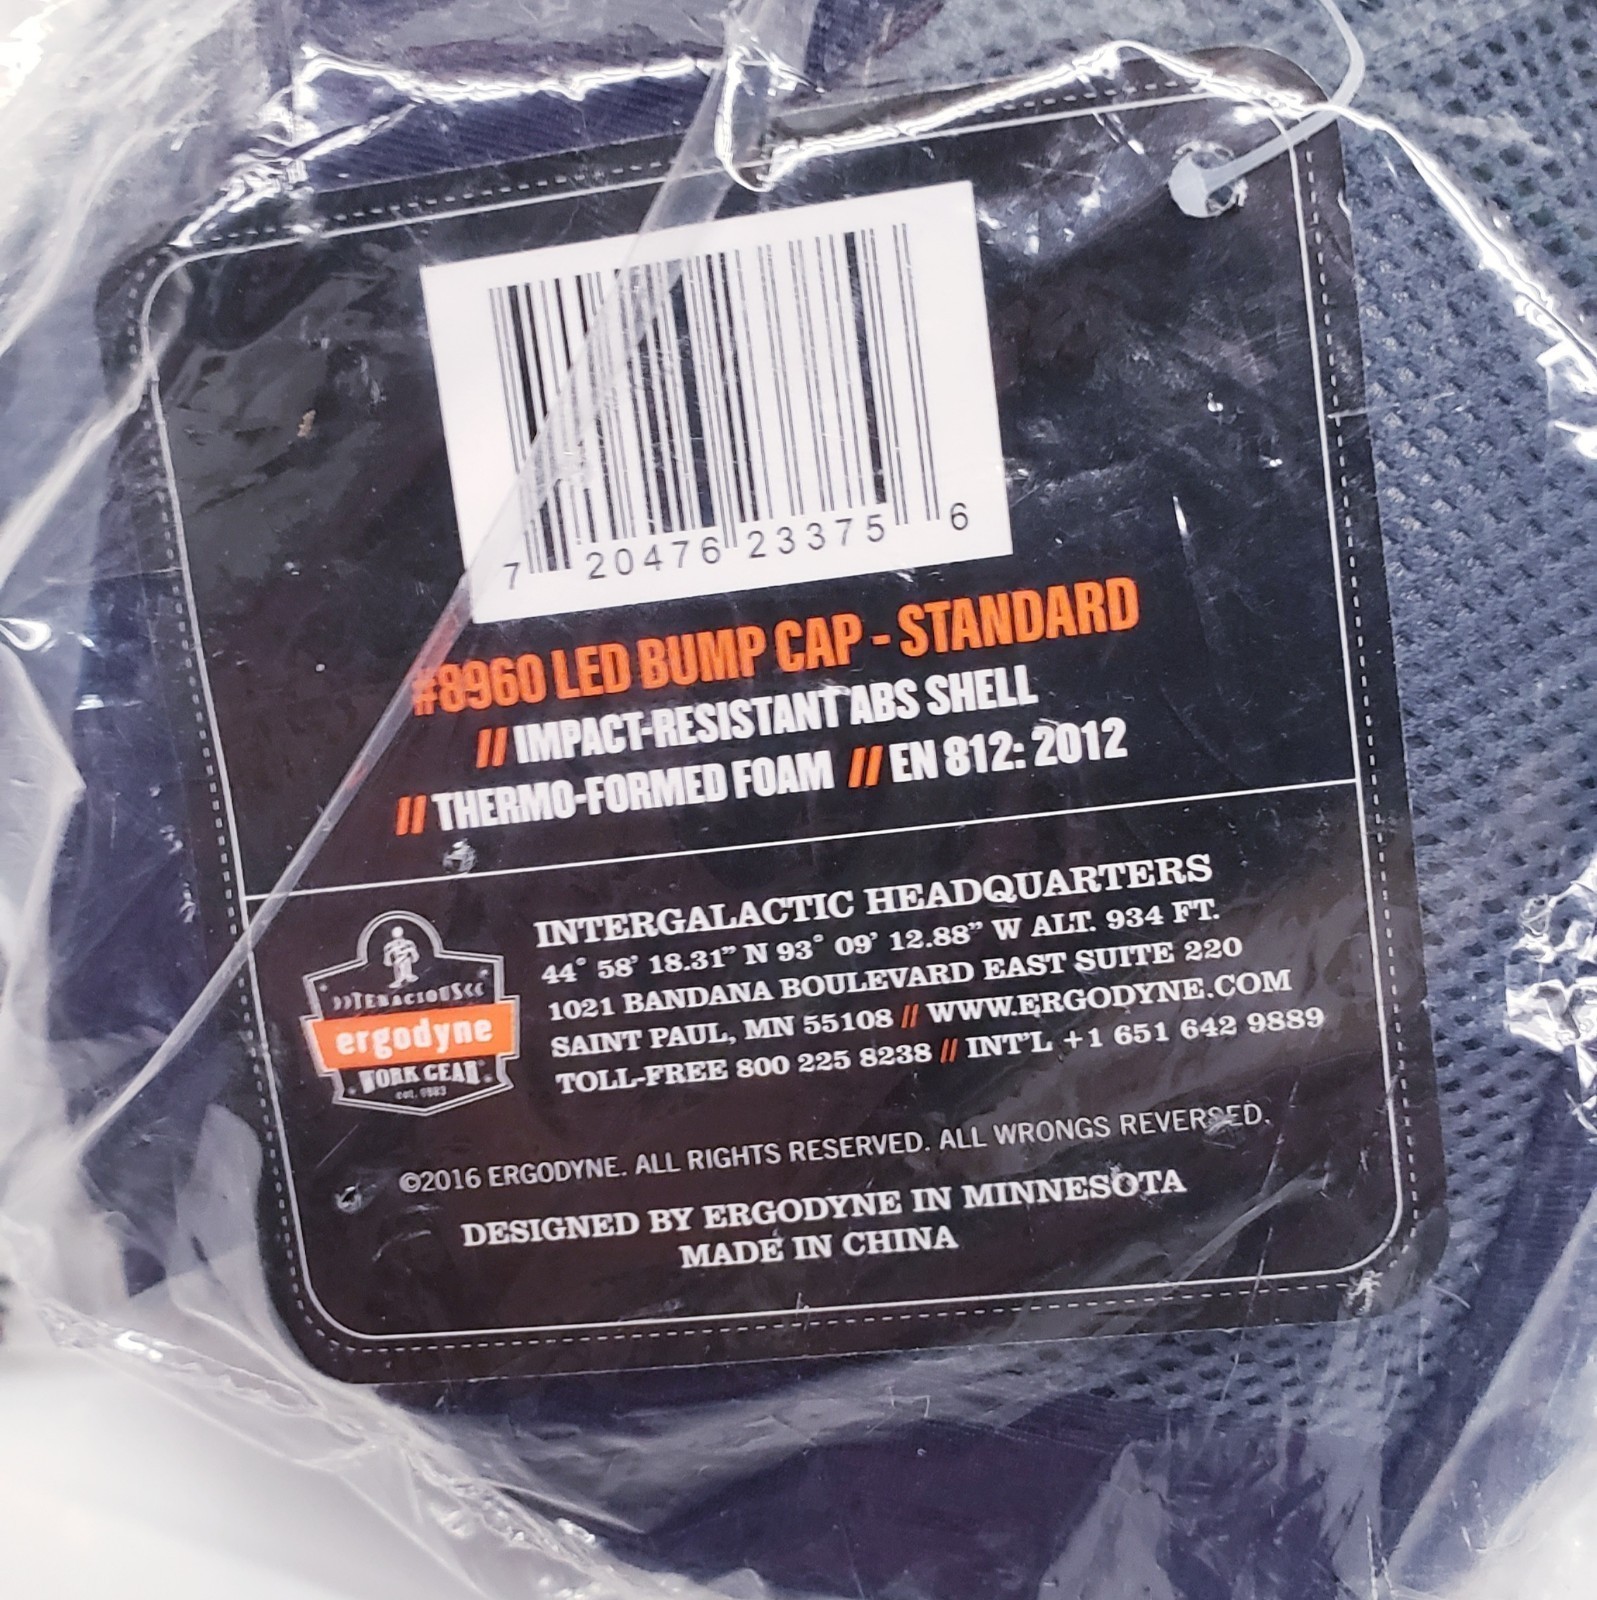 7 20476 23375 6
#8960 LED BUMP CAP - STANDARD
// IMPACT-RESISTANT ABS SHELL
// THERMO-FORMED FOAM // EN 812: 2012
INTERGALACTIC HEADQUARTERS
44° 58' 18.31" N 93° 09' 12.88" W ALT. 934 FT.
1021 BANDANA BOULEVARD EAST SUITE 220
SAINT PAUL, MN 55108 // WWW.ERGODYNE.COM
TOLL-FREE 800 225 8238 // INT'L +1 651 642 9889
»TENACIOUS«
ergodyne
WORK GEAR
est. 1983
©2016 ERGODYNE. ALL RIGHTS RESERVED. ALL WRONGS REVERSED.
DESIGNED BY ERGODYNE IN MINNESOTA
MADE IN CHINA